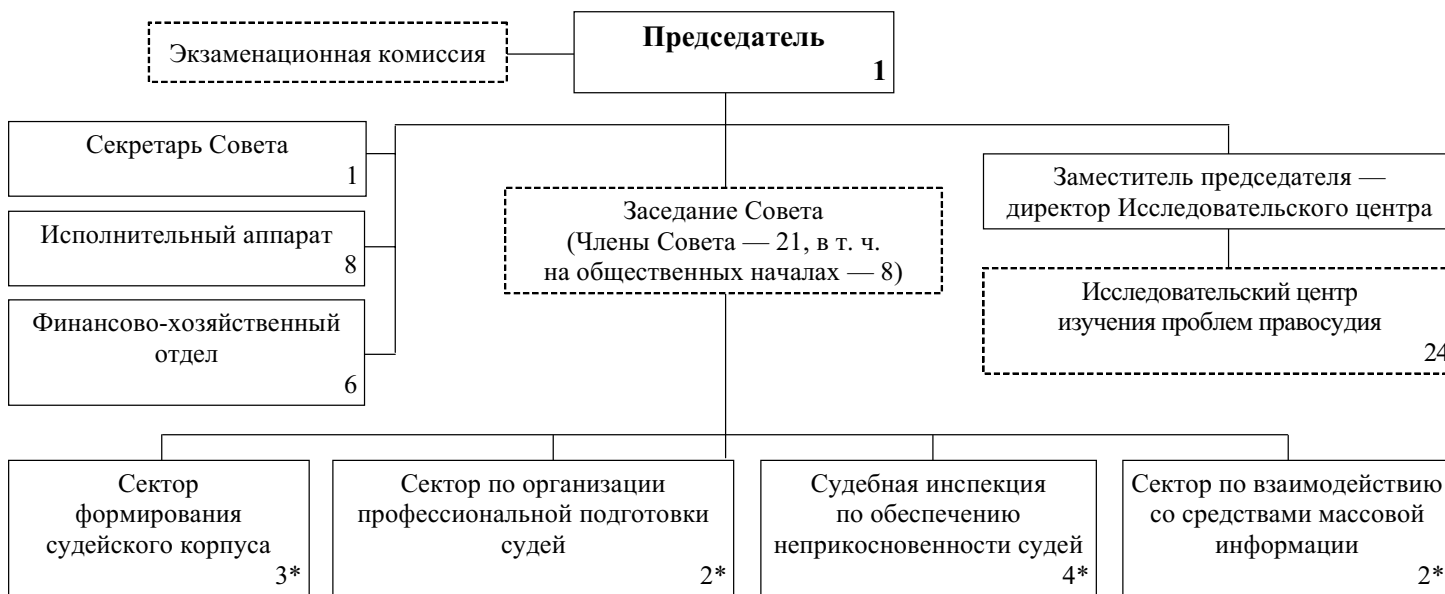 Экзаменационная комиссия
Председатель
1
Секретарь Совета
1
Исполнительный аппарат
8
Финансово-хозяйственный
отдел
6
Заседание Совета
(Члены Совета — 21, в т. ч.
на общественных началах — 8)
Заместитель председателя —
директор Исследовательского центра
Исследовательский центр
изучения проблем правосудия
24
Сектор
формирования
судейского корпуса
3*
Сектор по организации
профессиональной подготовки
судей
2*
Судебная инспекция
по обеспечению
неприкосновенности судей
4*
Сектор по взаимодействию
со средствами массовой
информации
2*